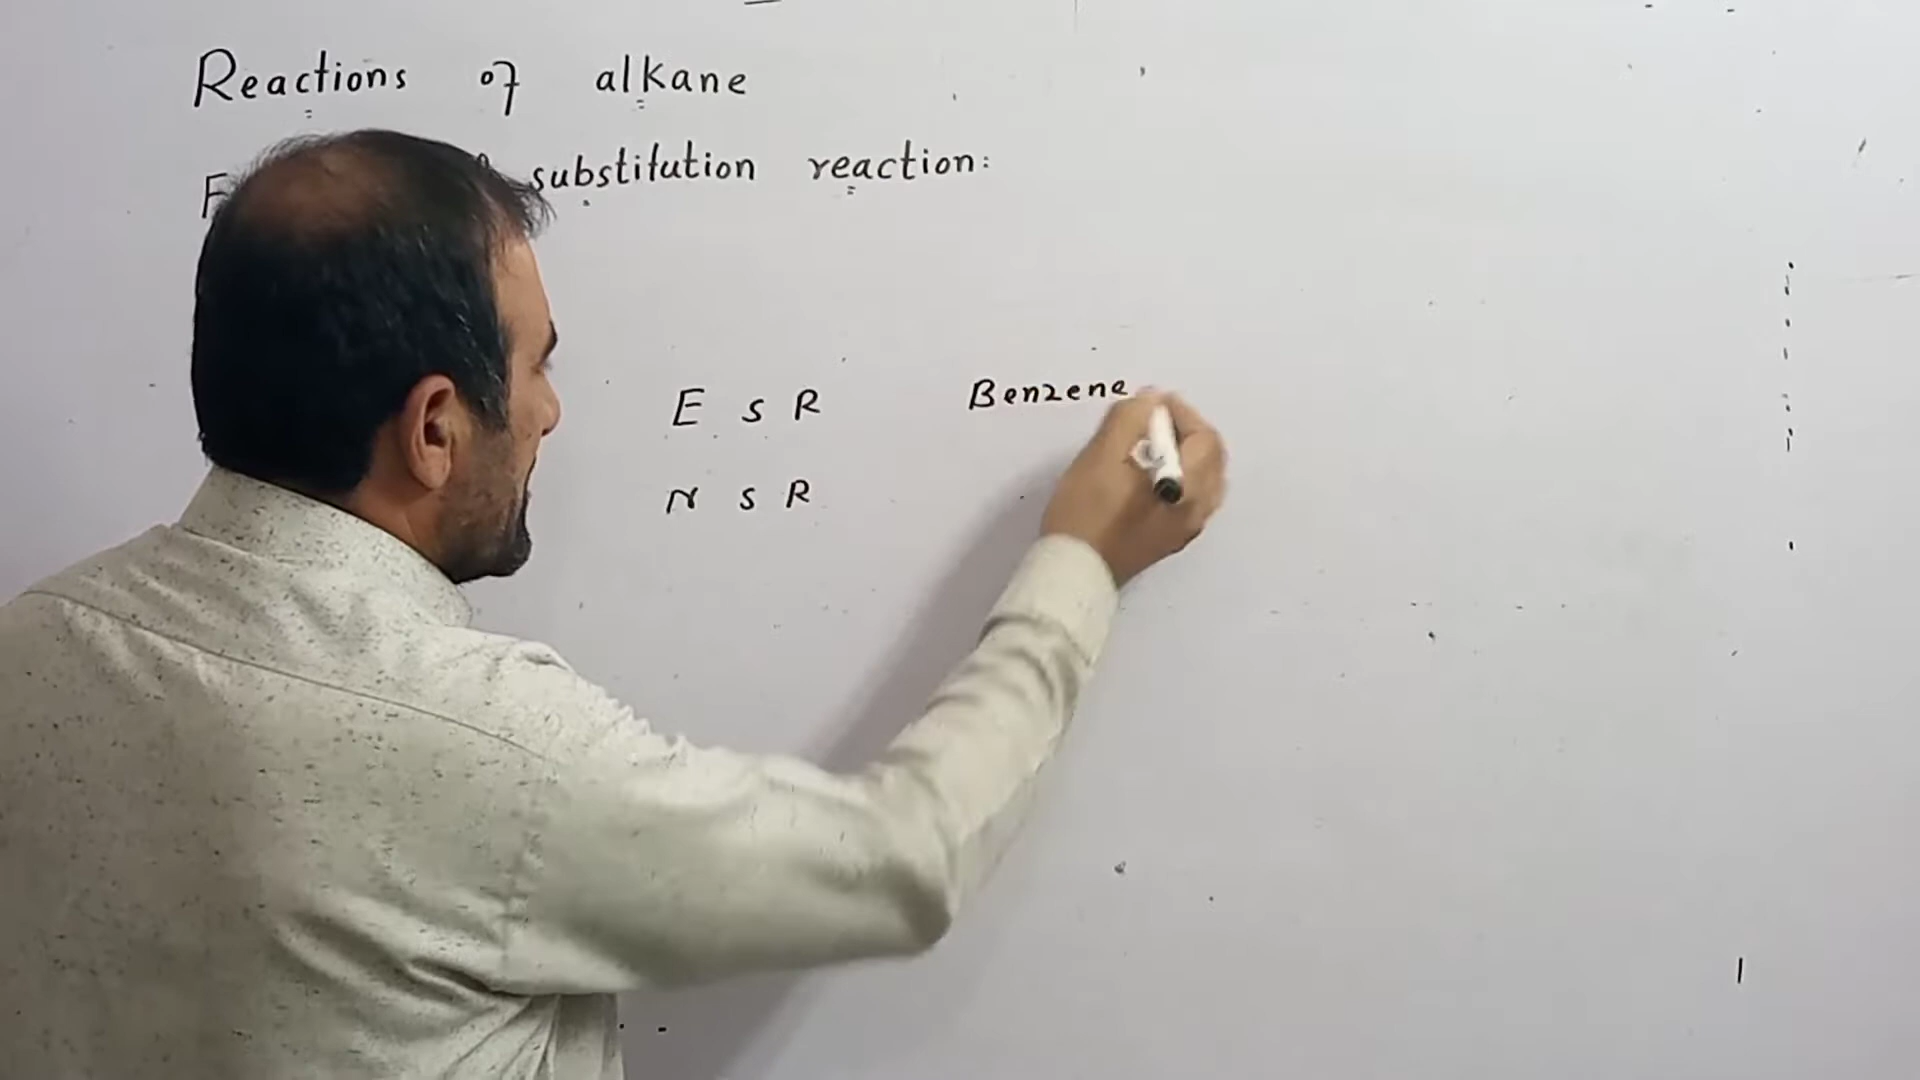 Reactions of alkane
substitution reaction:
E S R Benzene
N S R